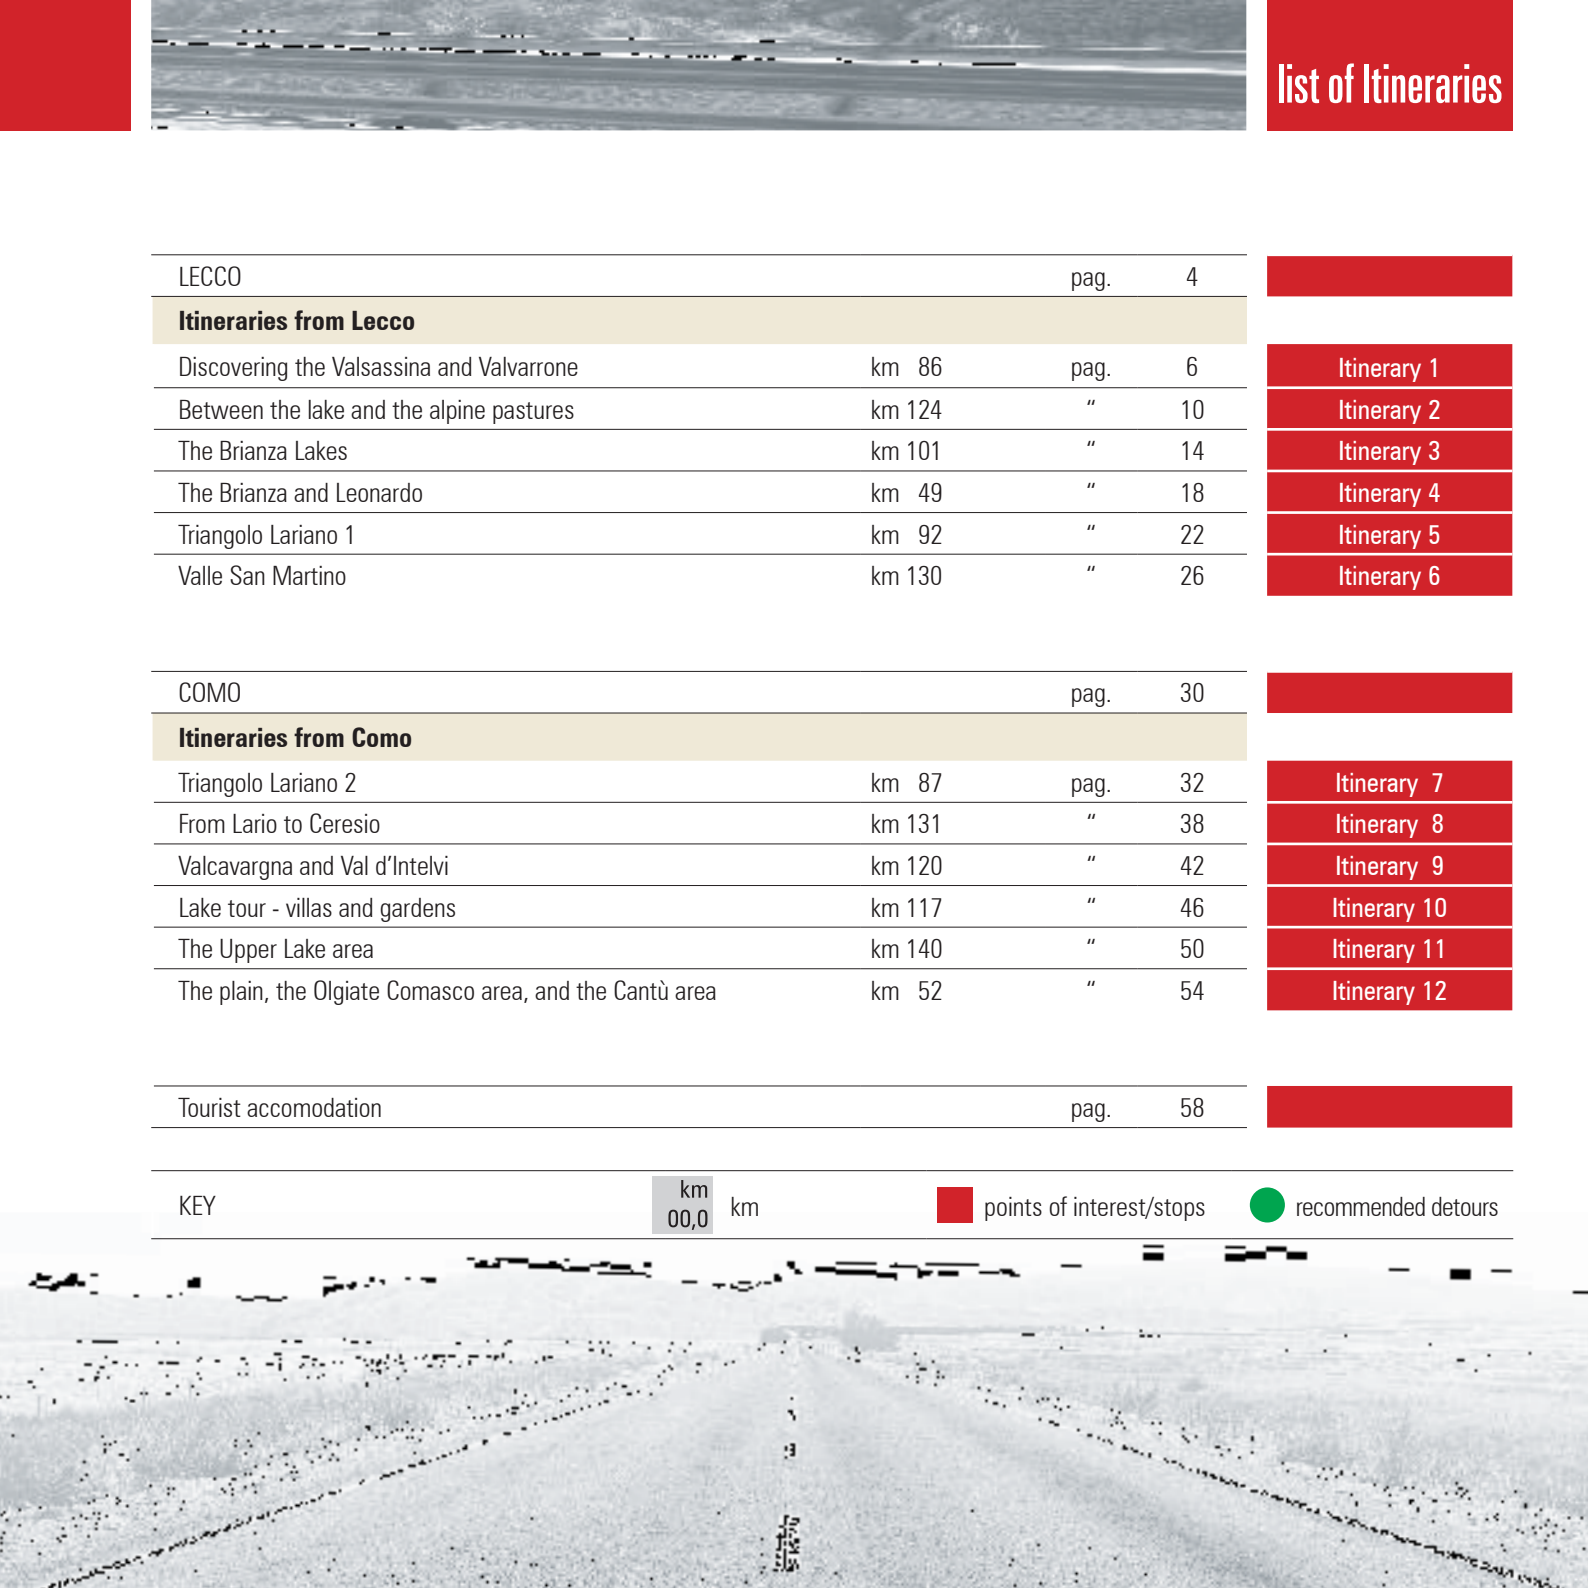 list of Itineraries
LECCO pag. 4
Itineraries from Lecco
Discovering the Valsassina and Valvarrone km 86 pag. 6 Itinerary 1
Between the lake and the alpine pastures km 124 “ 10 Itinerary 2
The Brianza Lakes km 101 “ 14 Itinerary 3
The Brianza and Leonardo km 49 “ 18 Itinerary 4
Triangolo Lariano 1 km 92 “ 22 Itinerary 5
Valle San Martino km 130 “ 26 Itinerary 6
COMO pag. 30
Itineraries from Como
Triangolo Lariano 2 km 87 pag. 32 Itinerary 7
From Lario to Ceresio km 131 “ 38 Itinerary 8
Valcavargna and Val d’Intelvi km 120 “ 42 Itinerary 9
Lake tour - villas and gardens km 117 “ 46 Itinerary 10
The Upper Lake area km 140 “ 50 Itinerary 11
The plain, the Olgiate Comasco area, and the Cantù area km 52 “ 54 Itinerary 12
Tourist accomodation pag. 58
KEY km 00,0 km points of interest/stops recommended detours